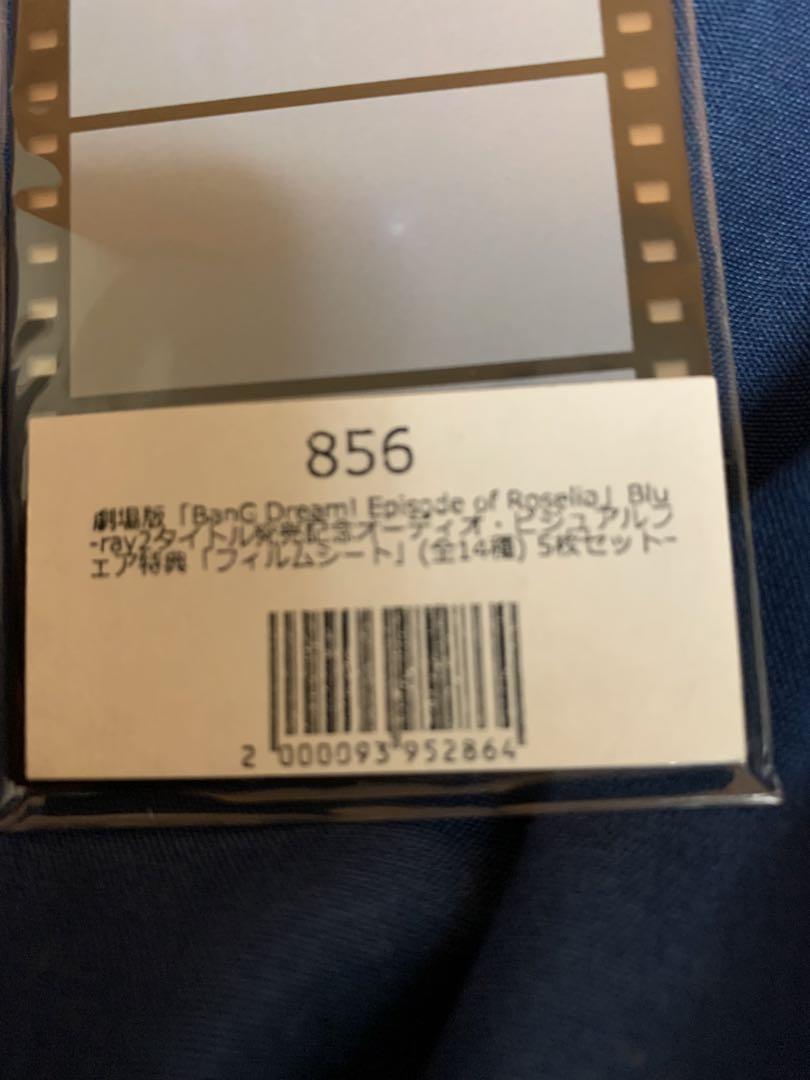 856
劇場版「BanG Dream! Episode of Roselia」Blu
-ray2タイトル発売記念オーディオ・ビジュアルフ
ェア特典「フィルムシート」(全14種) 5枚セット-
2 000093 952864